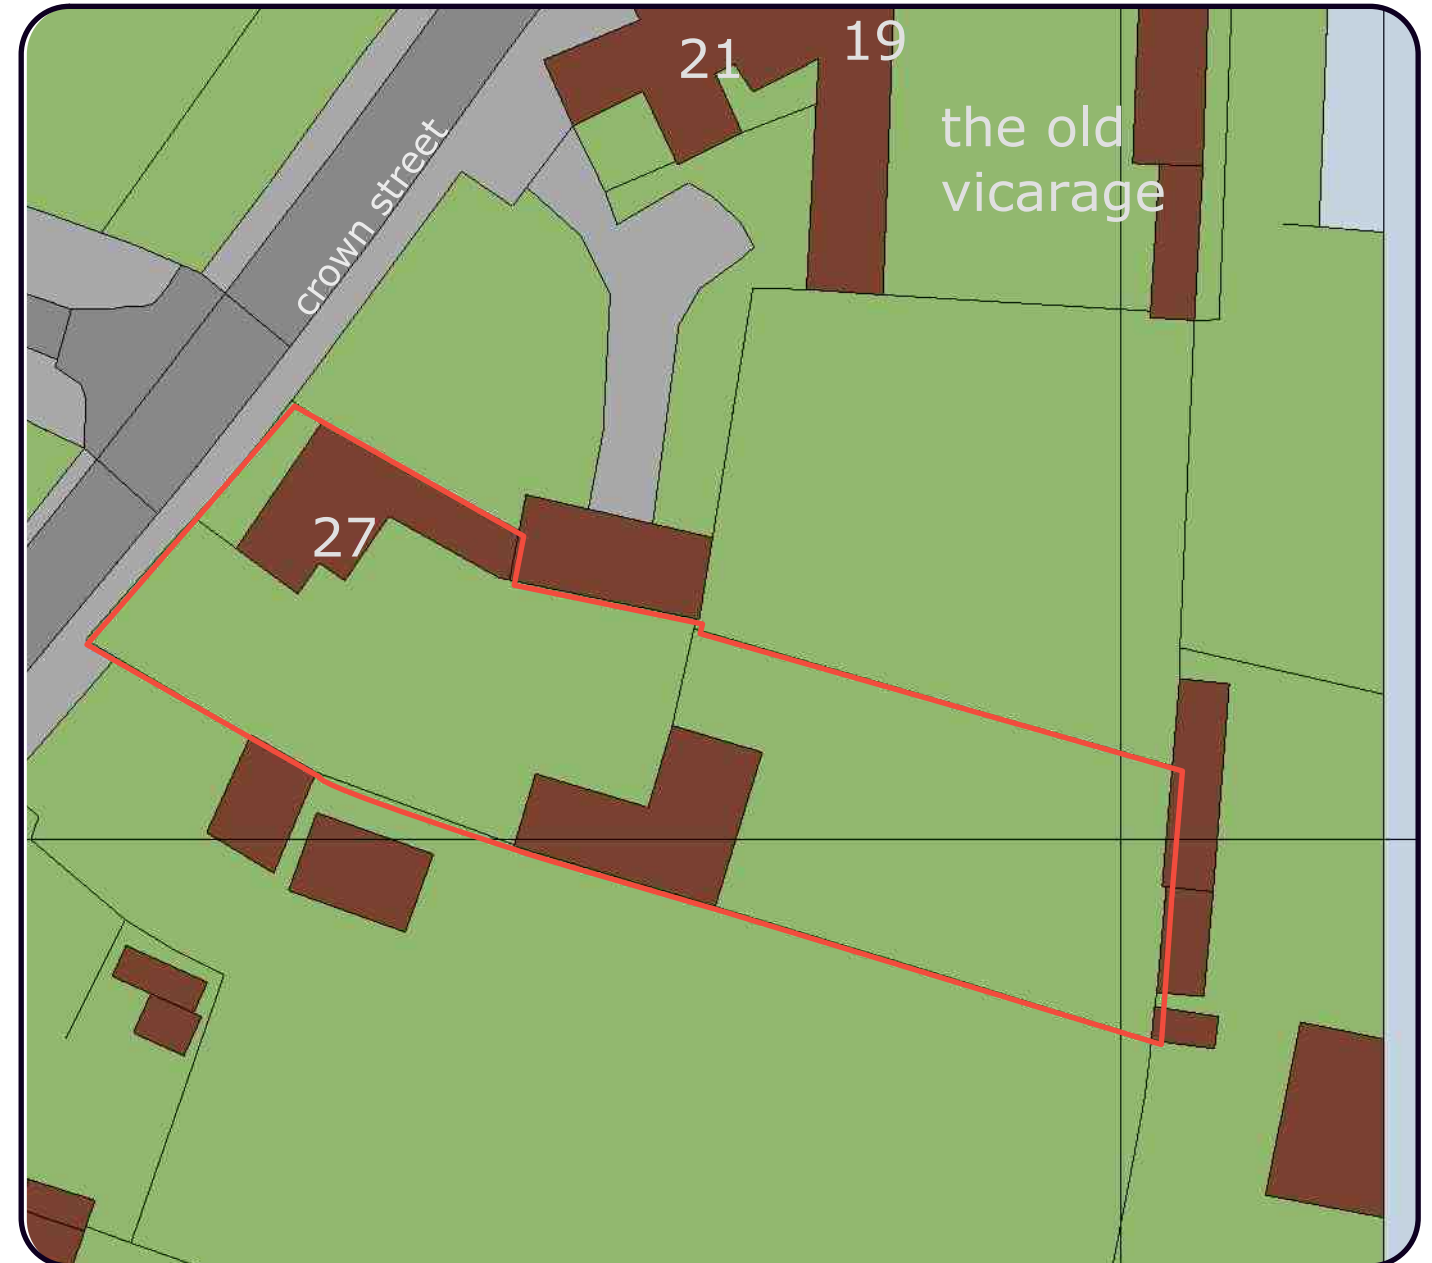 19
21
the old
vicarage
crown street
27